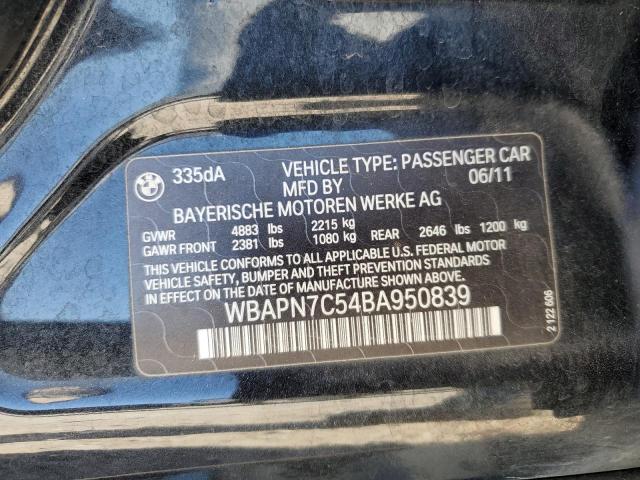 335dA VEHICLE TYPE: PASSENGER CAR
MFD BY 06/11
BAYERISCHE MOTOREN WERKE AG
GVWR 4883 lbs 2215 kg
GAWR FRONT 2381 lbs 1080 kg REAR 2646 lbs 1200 kg
THIS VEHICLE CONFORMS TO ALL APPLICABLE U.S. FEDERAL MOTOR
VEHICLE SAFETY, BUMPER AND THEFT PREVENTION STANDARDS IN
EFFECT ON THE DATE OF MANUFACTURE SHOWN ABOVE.
WBAPN7C54BA950839
2 122 606